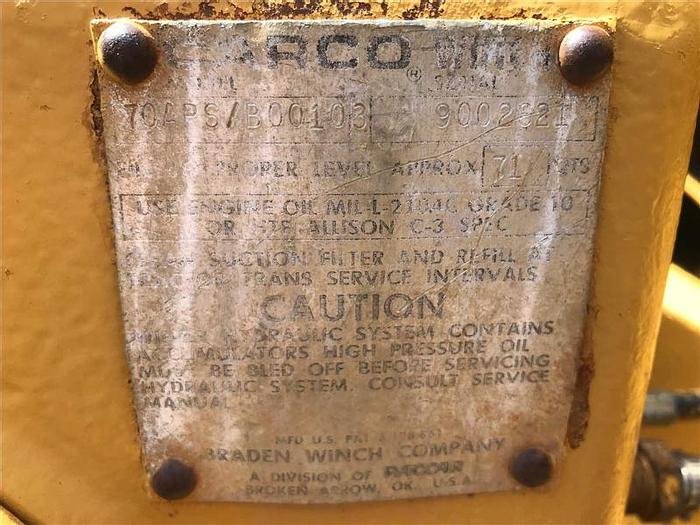 CARCO WINCH
® SERIAL
70APS/B00103
PROPER LEVEL APPROX 71
USE ENGINE OIL MIL-L-2104C GRADE 10
OR HTF ALLISON C-3 SPEC
SUCTION FILTER AND REFILL AT
TRANS SERVICE INTERVALS
CAUTION
HYDRAULIC SYSTEM CONTAINS
ACCUMULATORS HIGH PRESSURE OIL
MUST BE BLED OFF BEFORE SERVICING
HYDRAULIC SYSTEM. CONSULT SERVICE
MANUAL
MFD U.S. PAT
BRADEN WINCH COMPANY
A DIVISION OF PACCAR
BROKEN ARROW, OK. U.S.A.